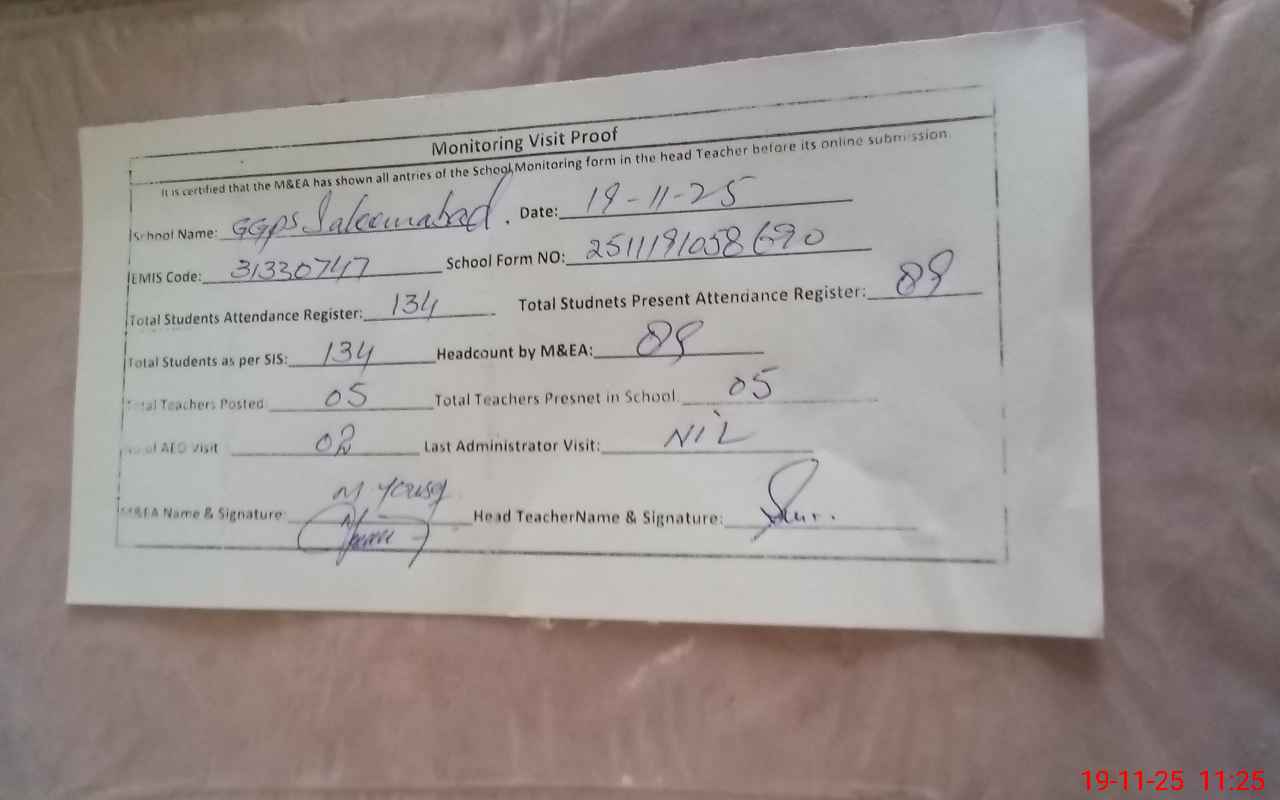 Monitoring Visit Proof
It is certified that the M&EA has shown all antries of the School Monitoring form in the head Teacher before its online submission.
School Name: GGPS Saleemabad. Date: 19-11-25
EMIS Code: 31330747 School Form NO: 2511191058690
Total Students Attendance Register: 134 Total Studnets Present Attendance Register: 89
Total Students as per SIS: 134 Headcount by M&EA: 89
Total Teachers Posted 05 Total Teachers Presnet in School 05
No of AEO Visit 02 Last Administrator Visit: NIL
M&EA Name & Signature: M Yousaf Head TeacherName & Signature:
19-11-25 11:25